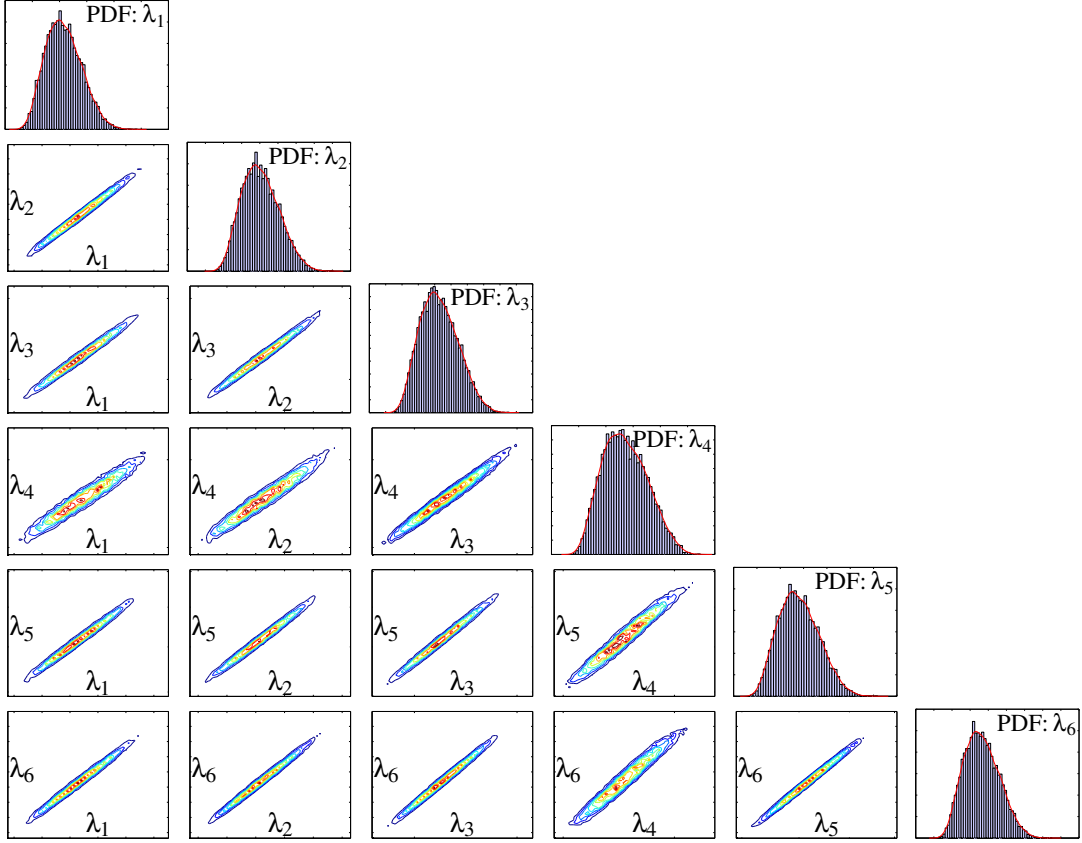 PDF: λ₁
λ₂
λ₁
PDF: λ₂
λ₃
λ₁
λ₃
λ₂
PDF: λ₃
λ₄
λ₁
λ₄
λ₂
λ₄
λ₃
PDF: λ₄
λ₅
λ₁
λ₅
λ₂
λ₅
λ₃
λ₅
λ₄
PDF: λ₅
λ₆
λ₁
λ₆
λ₂
λ₆
λ₃
λ₆
λ₄
λ₆
λ₅
PDF: λ₆